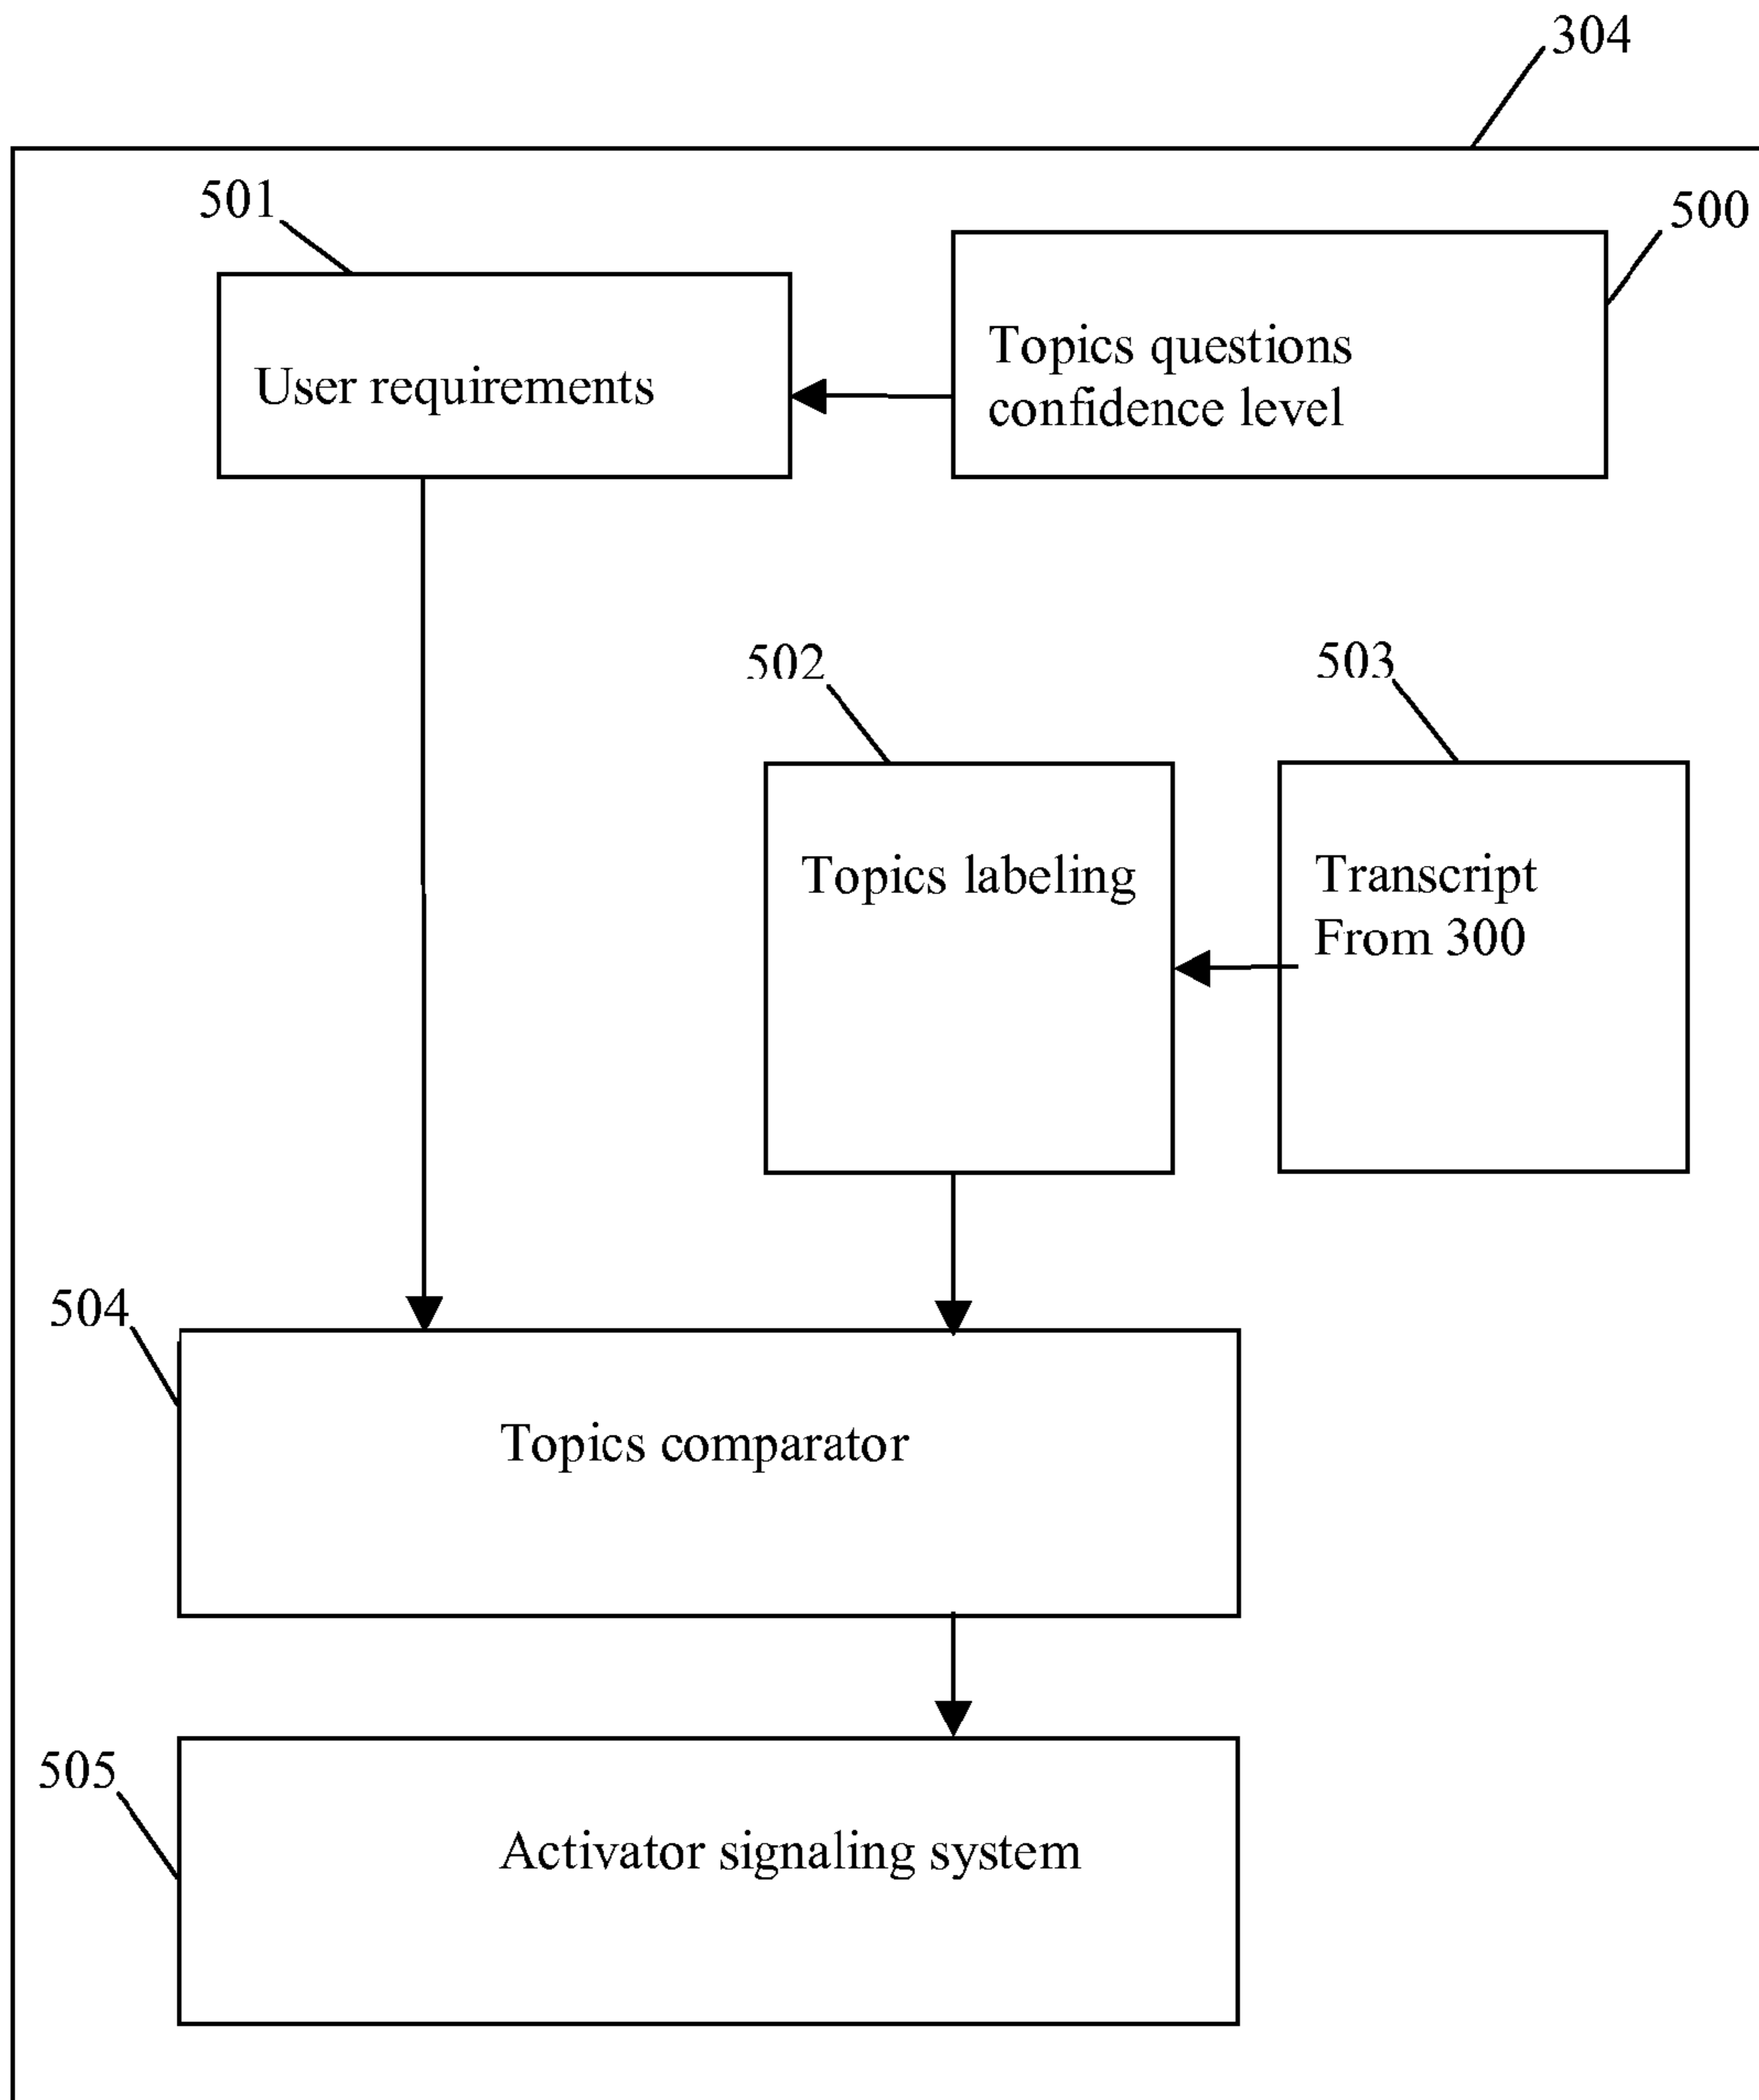 304
501
500
User requirements
Topics questions
confidence level
502
503
Topics labeling
Transcript
From 300
504
Topics comparator
505
Activator signaling system